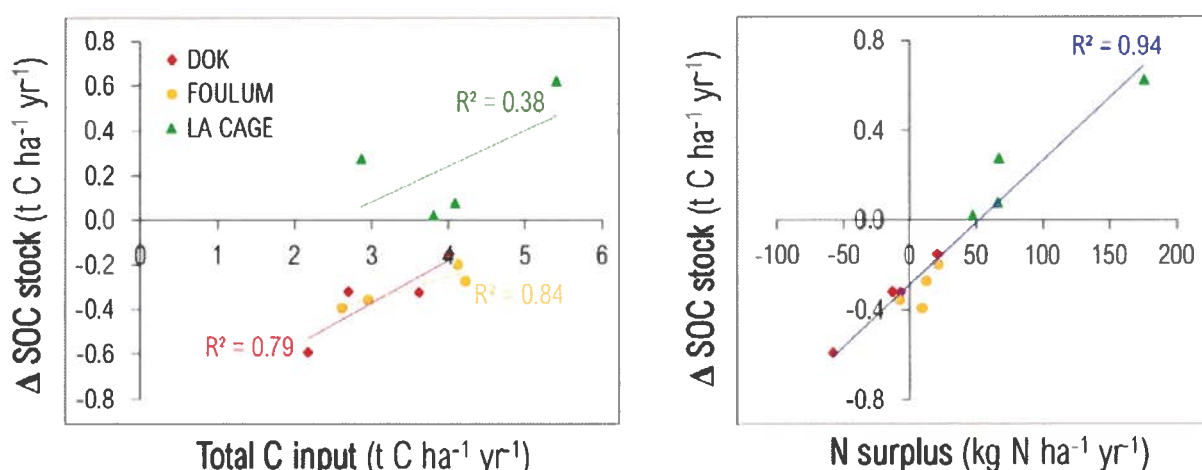 Δ SOC stock (t C ha⁻¹ yr⁻¹)
0.8
0.6
0.4
0.2
0.0
-0.2
-0.4
-0.6
-0.8
0 1 2 3 4 5 6
DOK
FOULUM
LA CAGE
R² = 0.38
R² = 0.84
R² = 0.79
Total C input (t C ha⁻¹ yr⁻¹)
Δ SOC stock (t C ha⁻¹ yr⁻¹)
0.8
0.4
0.0
-0.4
-0.8
-100 -50 0 50 100 150 200
R² = 0.94
N surplus (kg N ha⁻¹ yr⁻¹)